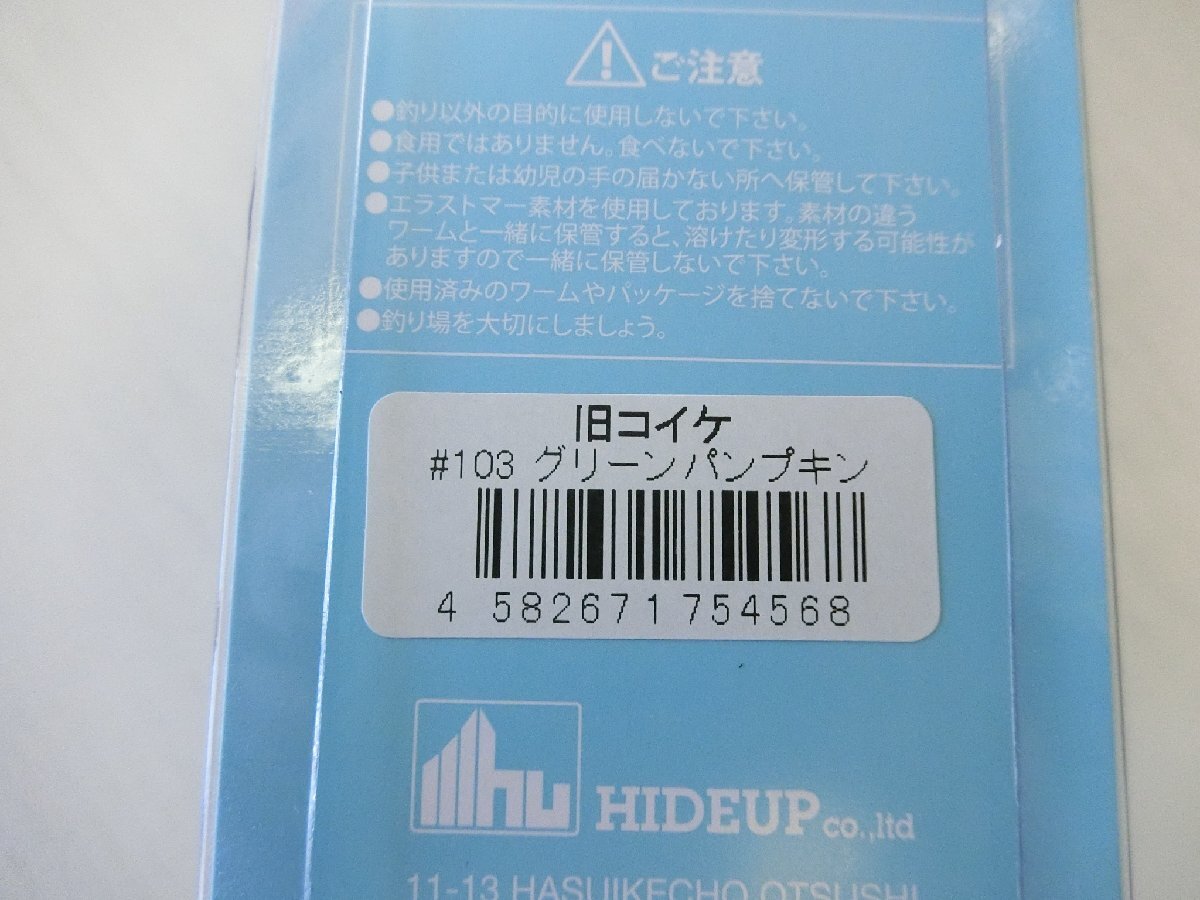 ご注意
●釣り以外の目的に使用しないで下さい。
●食用ではありません。食べないで下さい。
●子供または幼児の手の届かない所へ保管して下さい。
●エラストマー素材を使用しております。素材の違う
ワームと一緒に保管すると、溶けたり変形する可能性が
ありますので一緒に保管しないで下さい。
●使用済みのワームやパッケージを捨てないで下さい。
●釣り場を大切にしましょう。
旧コイケ
#103 グリーンパンプキン
4 582671 754568
hu
HIDEUP co.,ltd
11-13 HASUIKECHO OTSUSHI